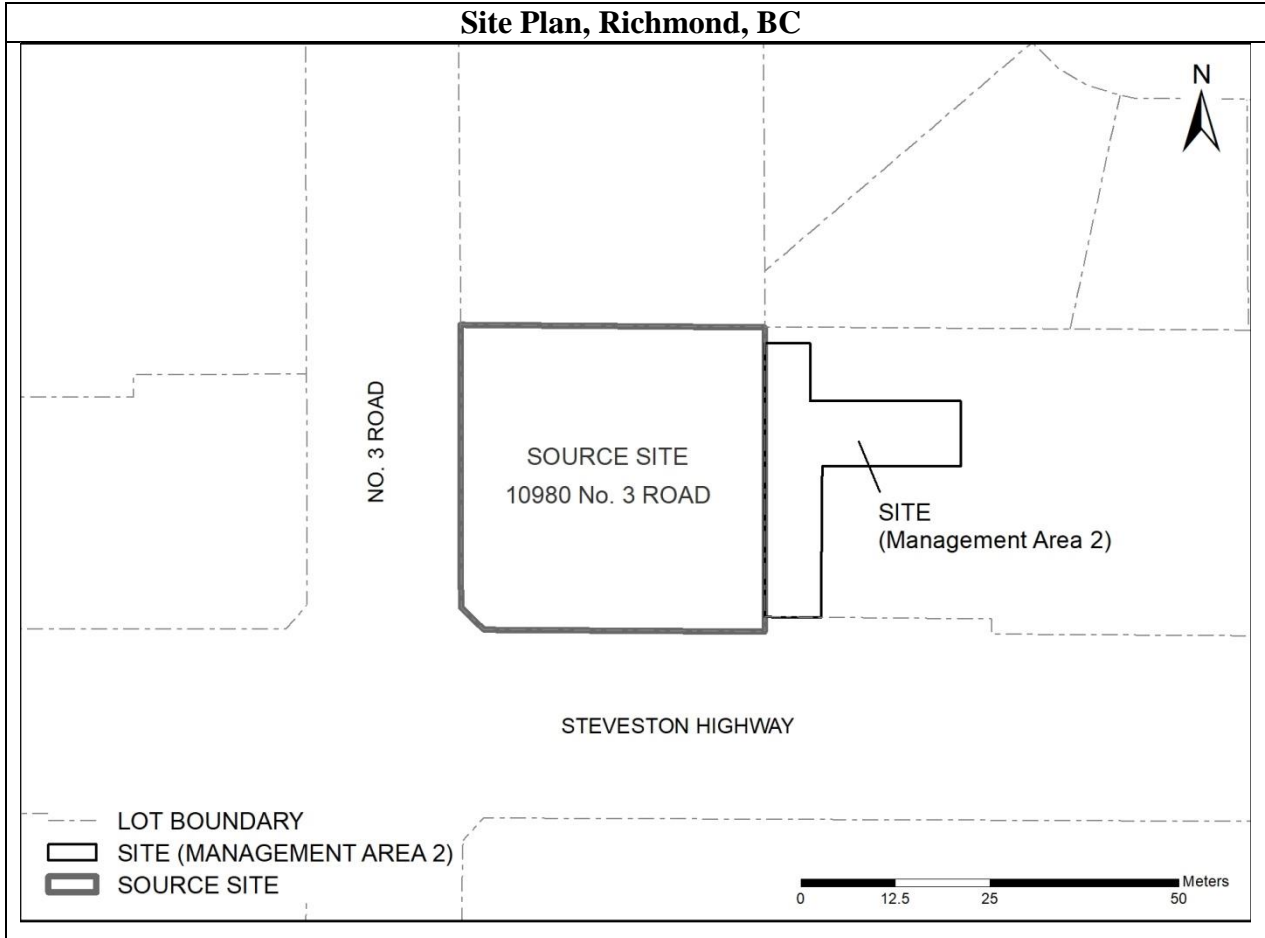 Site Plan, Richmond, BC
N
NO. 3 ROAD
SOURCE SITE
10980 No. 3 ROAD
SITE
(Management Area 2)
STEVESTON HIGHWAY
LOT BOUNDARY
SITE (MANAGEMENT AREA 2)
SOURCE SITE
Meters
0 12.5 25 50